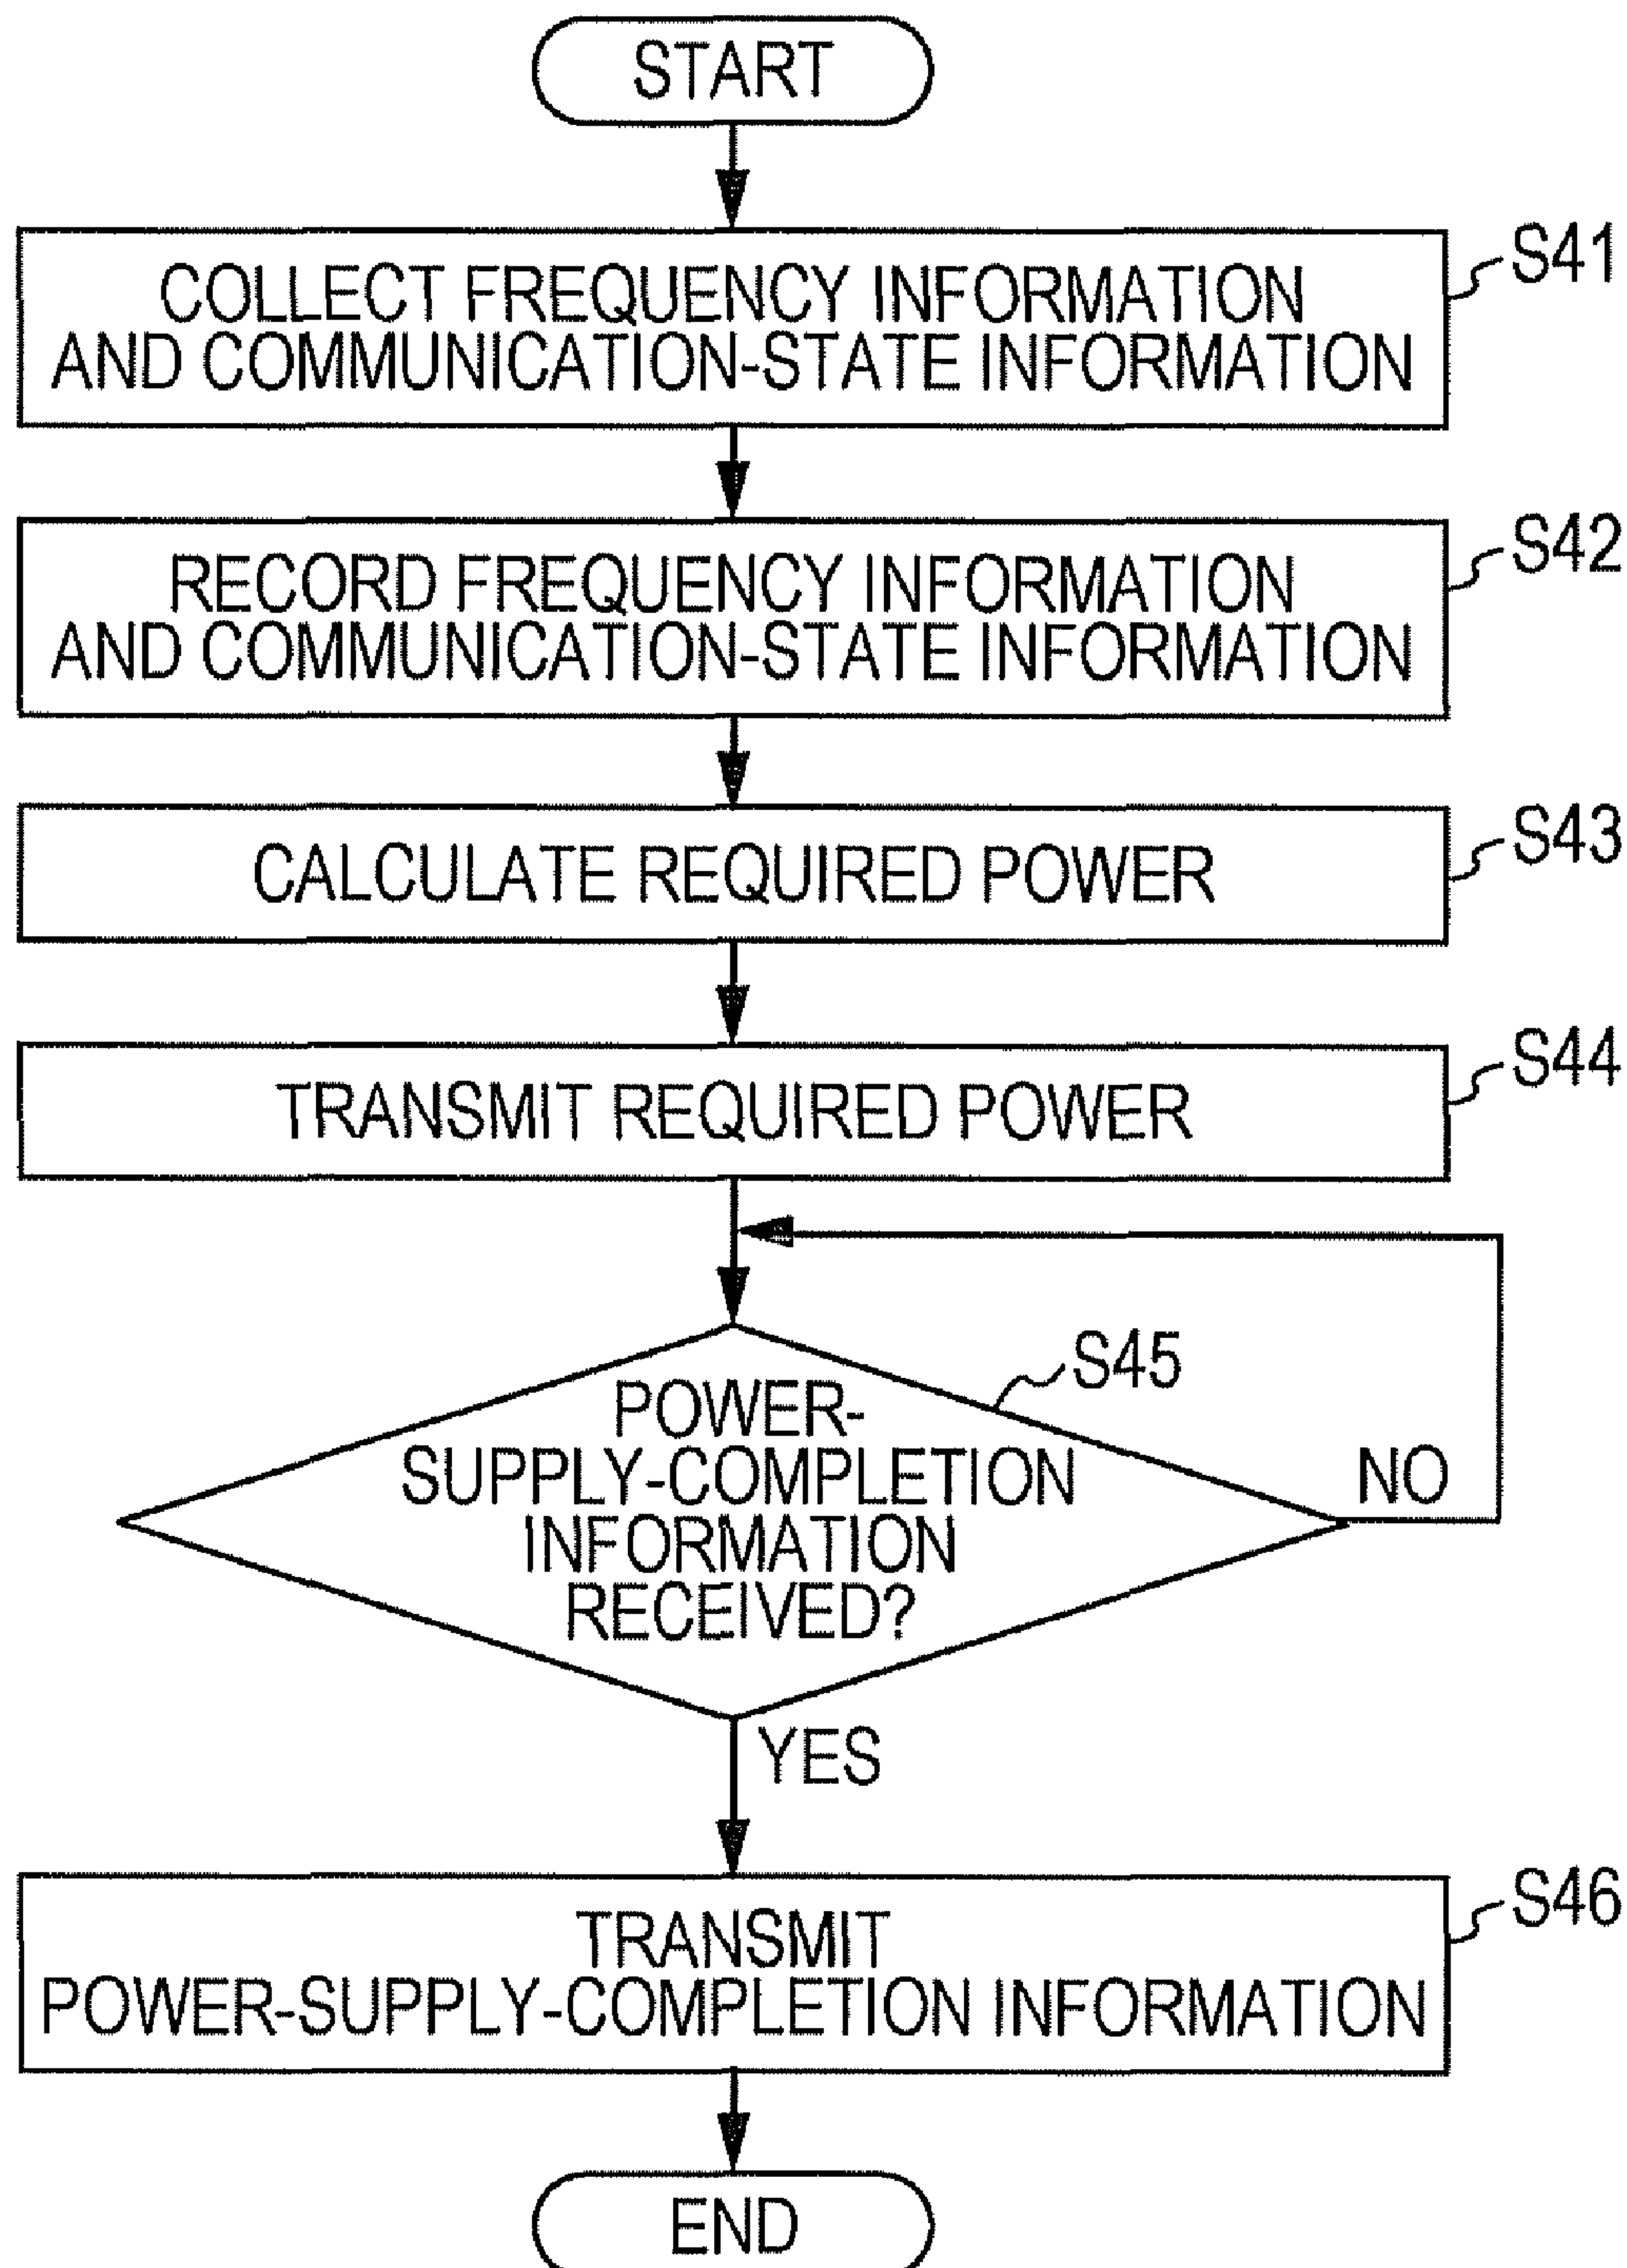 START
COLLECT FREQUENCY INFORMATION
AND COMMUNICATION-STATE INFORMATION
S41
RECORD FREQUENCY INFORMATION
AND COMMUNICATION-STATE INFORMATION
S42
CALCULATE REQUIRED POWER
S43
TRANSMIT REQUIRED POWER
S44
POWER-
SUPPLY-COMPLETION
INFORMATION
RECEIVED?
S45
NO
YES
TRANSMIT
POWER-SUPPLY-COMPLETION INFORMATION
S46
END